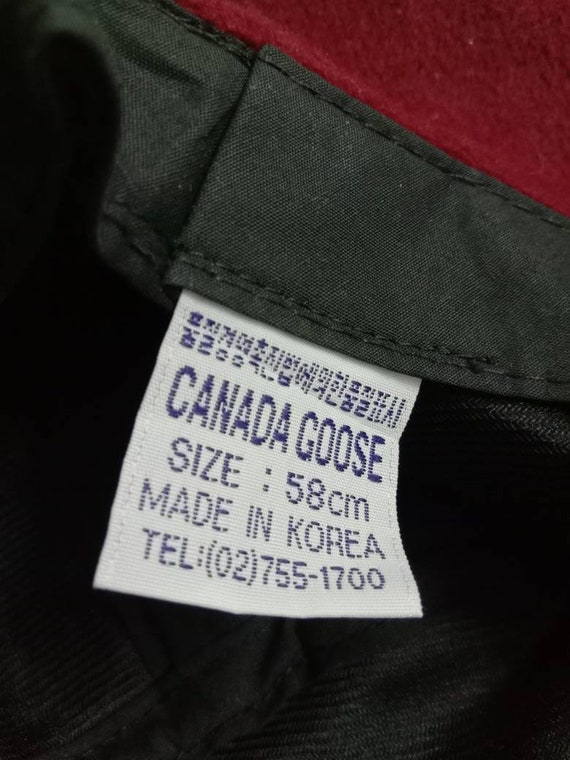 CANADA GOOSE
SIZE : 58cm
MADE IN KOREA
TEL:(02)755-1700